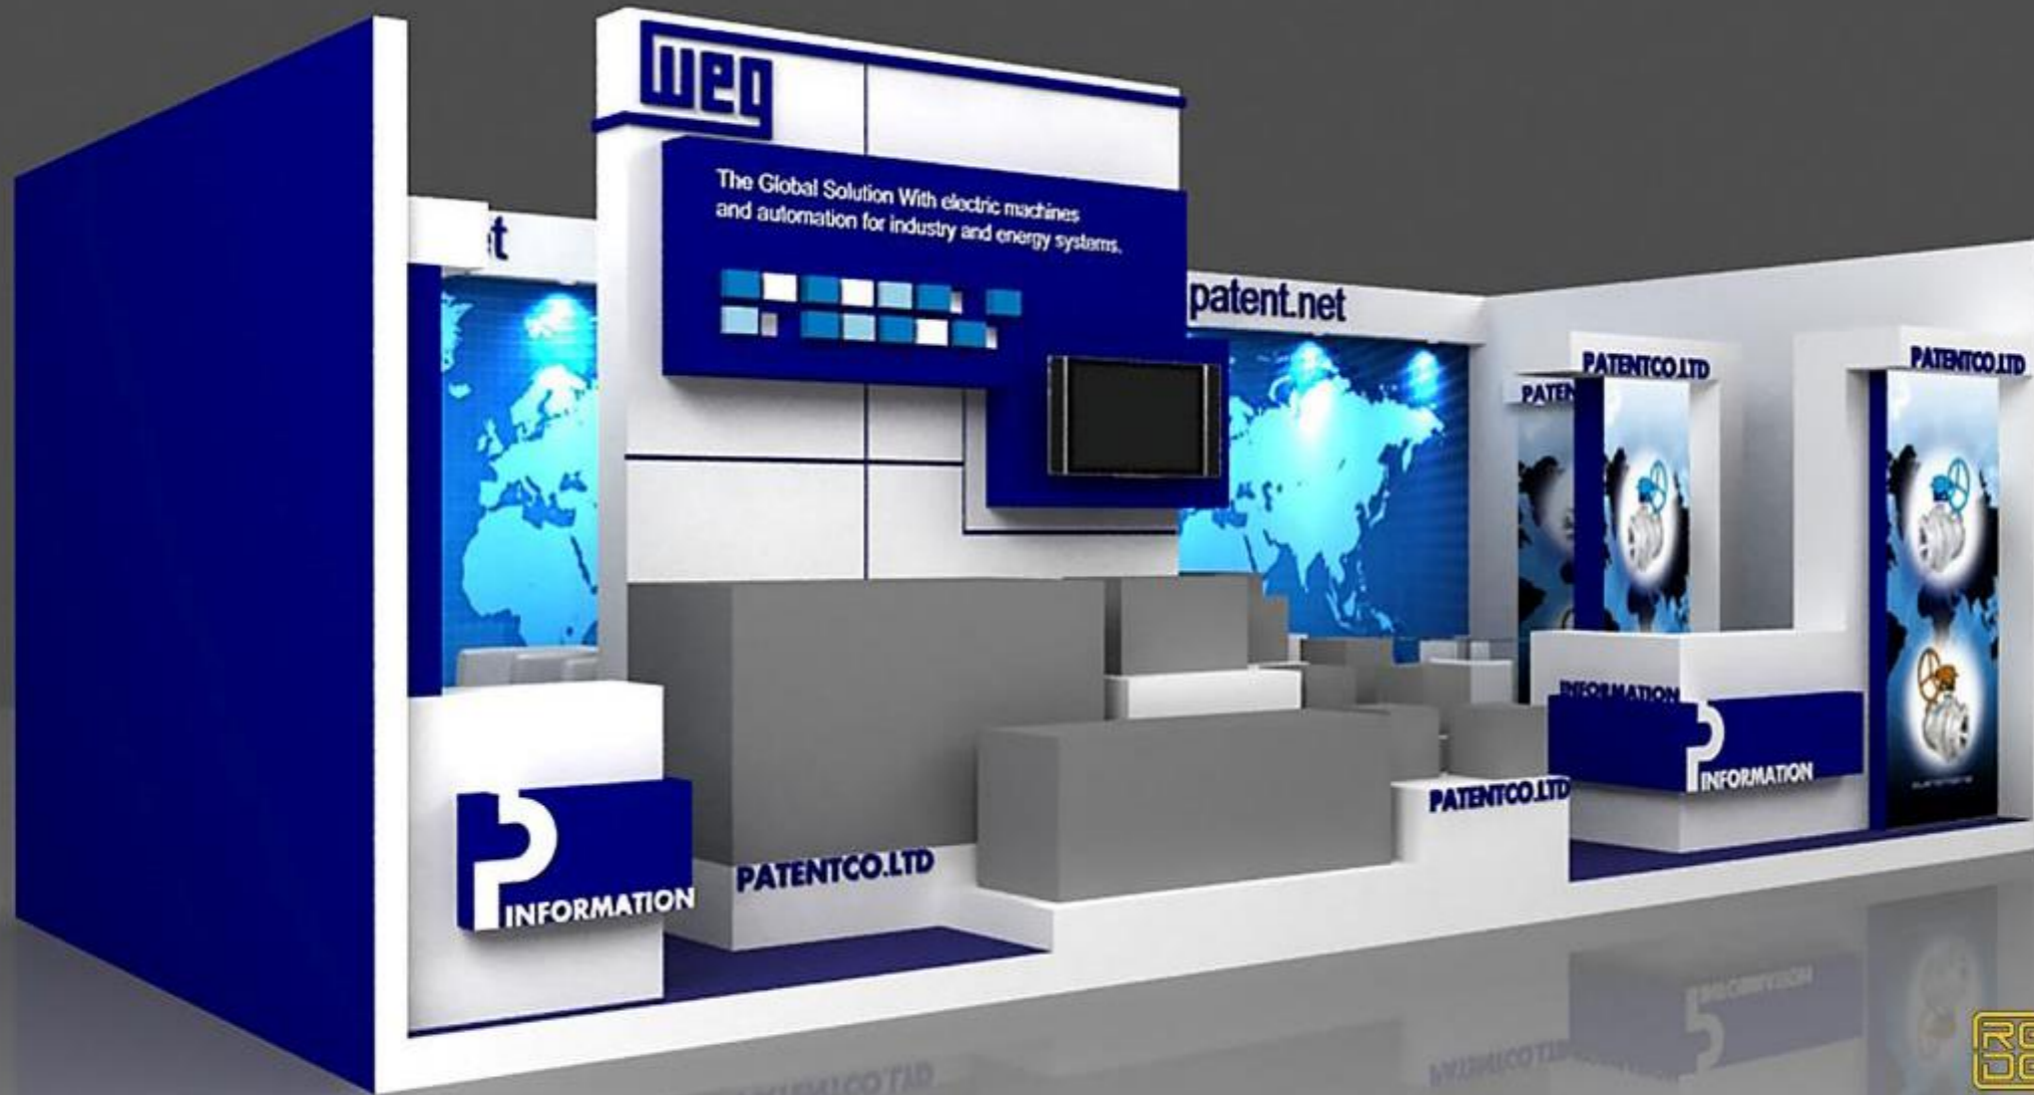 weg
The Global Solution With electric machines
and automation for industry and energy systems.
patent.net
PATENTCO.LTD
PATENTCO.LTD
INFORMATION
INFORMATION
PATENTCO.LTD
PATENTCO.LTD
P
INFORMATION